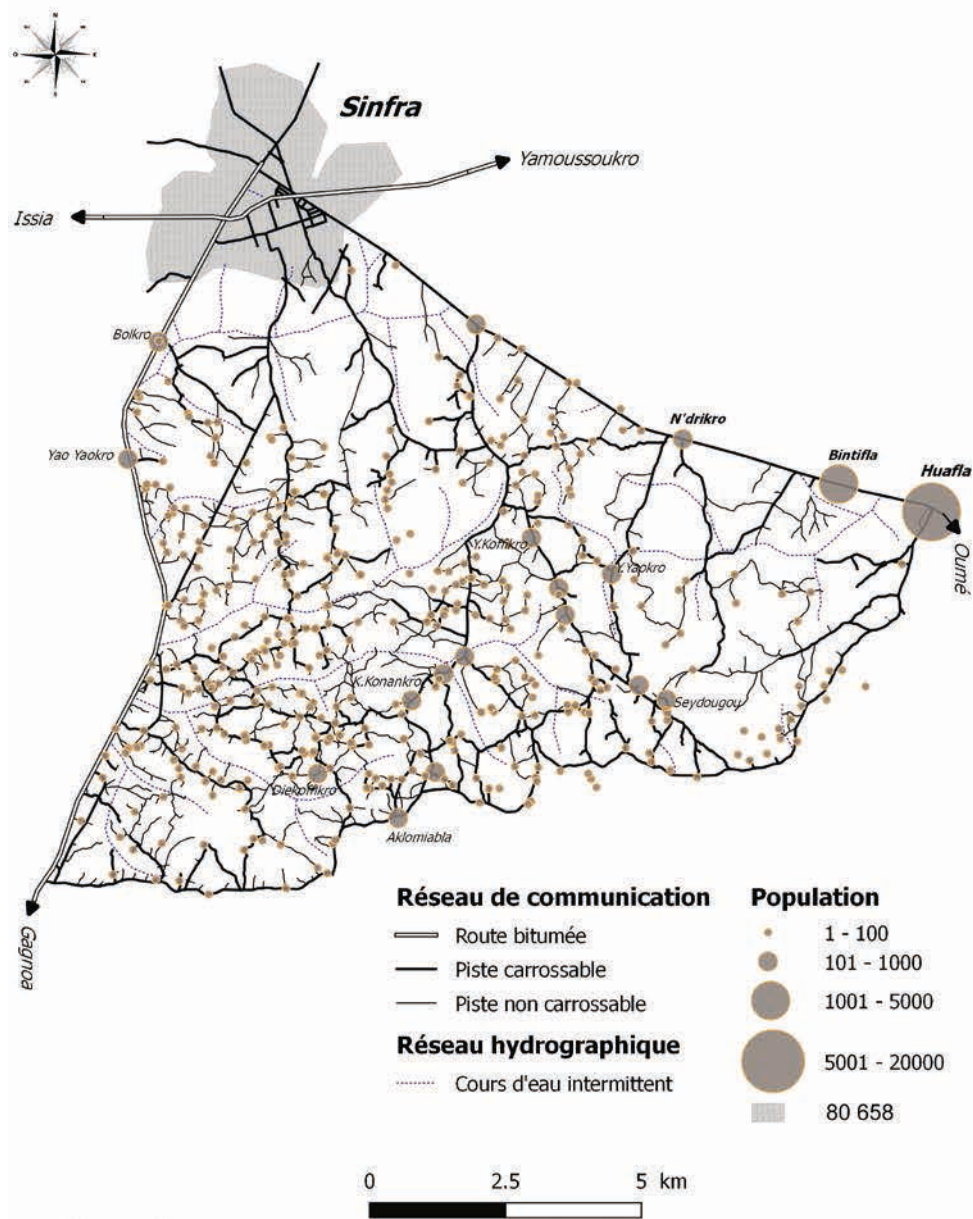 N
O
E
S
Sinfra
Yamoussoukro
Issia
Bolkro
N'drikro
Yao Yaokro
Bintifla
Huafla
Oumé
Y.Koffikro
Y.Yaokro
K.Konankro
Seydougou
Diekoffikro
Aklomiabla
Gagnoa
Réseau de communication
Route bitumée
Piste carrossable
Piste non carrossable
Réseau hydrographique
Cours d'eau intermittent
Population
1 - 100
101 - 1000
1001 - 5000
5001 - 20000
80 658
0 2.5 5 km